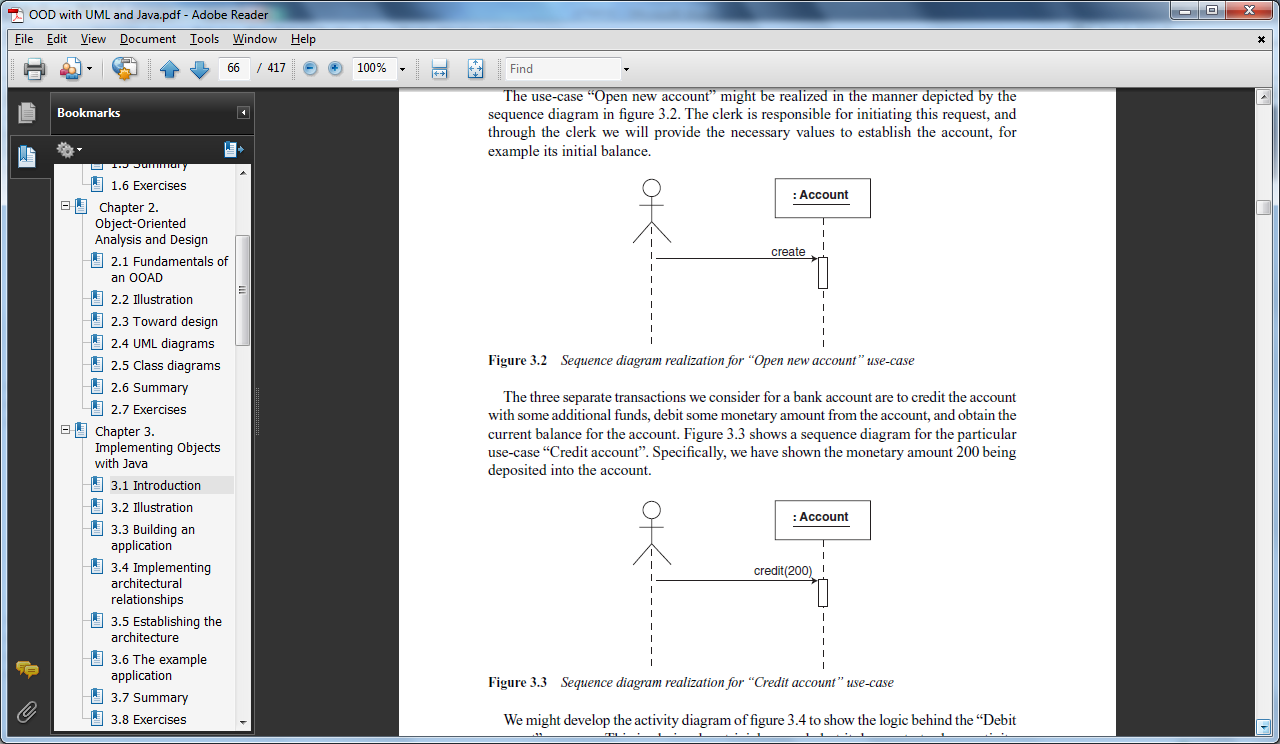 OOD with UML and Java.pdf - Adobe Reader
File Edit View Document Tools Window Help
66 / 417 100% Find
Bookmarks
1.5 Summary
1.6 Exercises
Chapter 2.
Object-Oriented
Analysis and Design
2.1 Fundamentals of
an OOAD
2.2 Illustration
2.3 Toward design
2.4 UML diagrams
2.5 Class diagrams
2.6 Summary
2.7 Exercises
Chapter 3.
Implementing Objects
with Java
3.1 Introduction
3.2 Illustration
3.3 Building an
application
3.4 Implementing
architectural
relationships
3.5 Establishing the
architecture
3.6 The example
application
3.7 Summary
3.8 Exercises
The use-case “Open new account” might be realized in the manner depicted by the
sequence diagram in figure 3.2. The clerk is responsible for initiating this request, and
through the clerk we will provide the necessary values to establish the account, for
example its initial balance.
: Account
create
Figure 3.2 Sequence diagram realization for “Open new account” use-case
The three separate transactions we consider for a bank account are to credit the account
with some additional funds, debit some monetary amount from the account, and obtain the
current balance for the account. Figure 3.3 shows a sequence diagram for the particular
use-case “Credit account”. Specifically, we have shown the monetary amount 200 being
deposited into the account.
: Account
credit(200)
Figure 3.3 Sequence diagram realization for “Credit account” use-case
We might develop the activity diagram of figure 3.4 to show the logic behind the “Debit